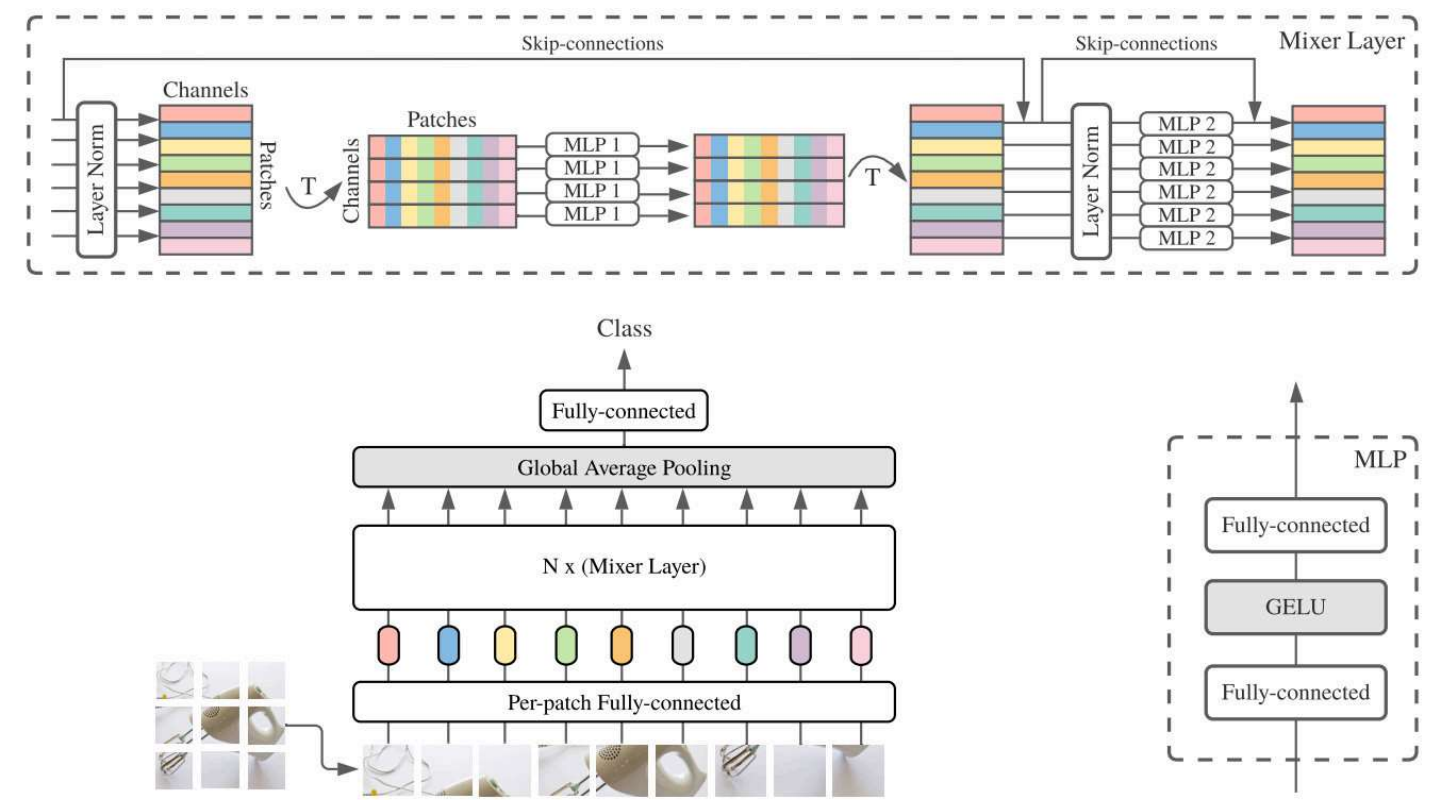 Skip-connections
Skip-connections
Mixer Layer
Channels
Layer Norm
Patches
T
Patches
Channels
MLP 1
MLP 1
MLP 1
MLP 1
T
Layer Norm
MLP 2
MLP 2
MLP 2
MLP 2
MLP 2
MLP 2
Class
Fully-connected
Global Average Pooling
N x (Mixer Layer)
Per-patch Fully-connected
MLP
Fully-connected
GELU
Fully-connected